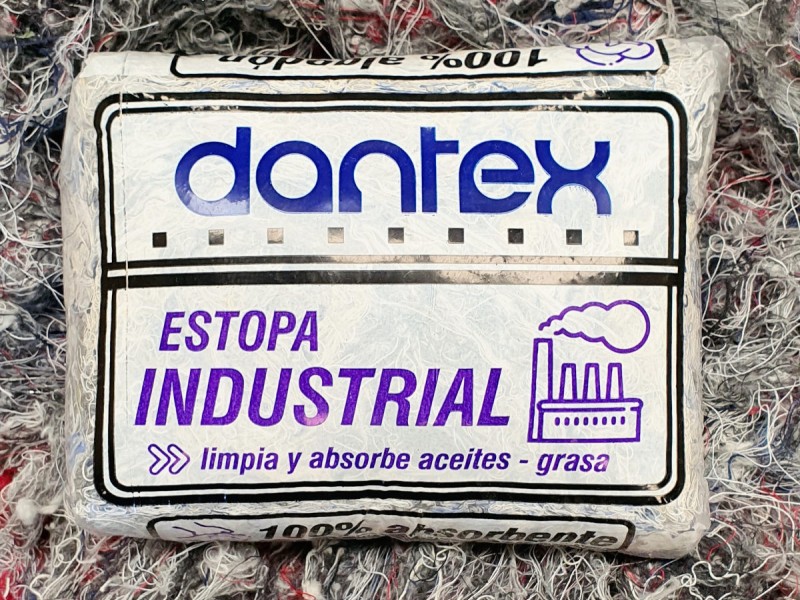 100% algodón
dantex
ESTOPA
INDUSTRIAL
limpia y absorbe aceites - grasa
100% absorbente